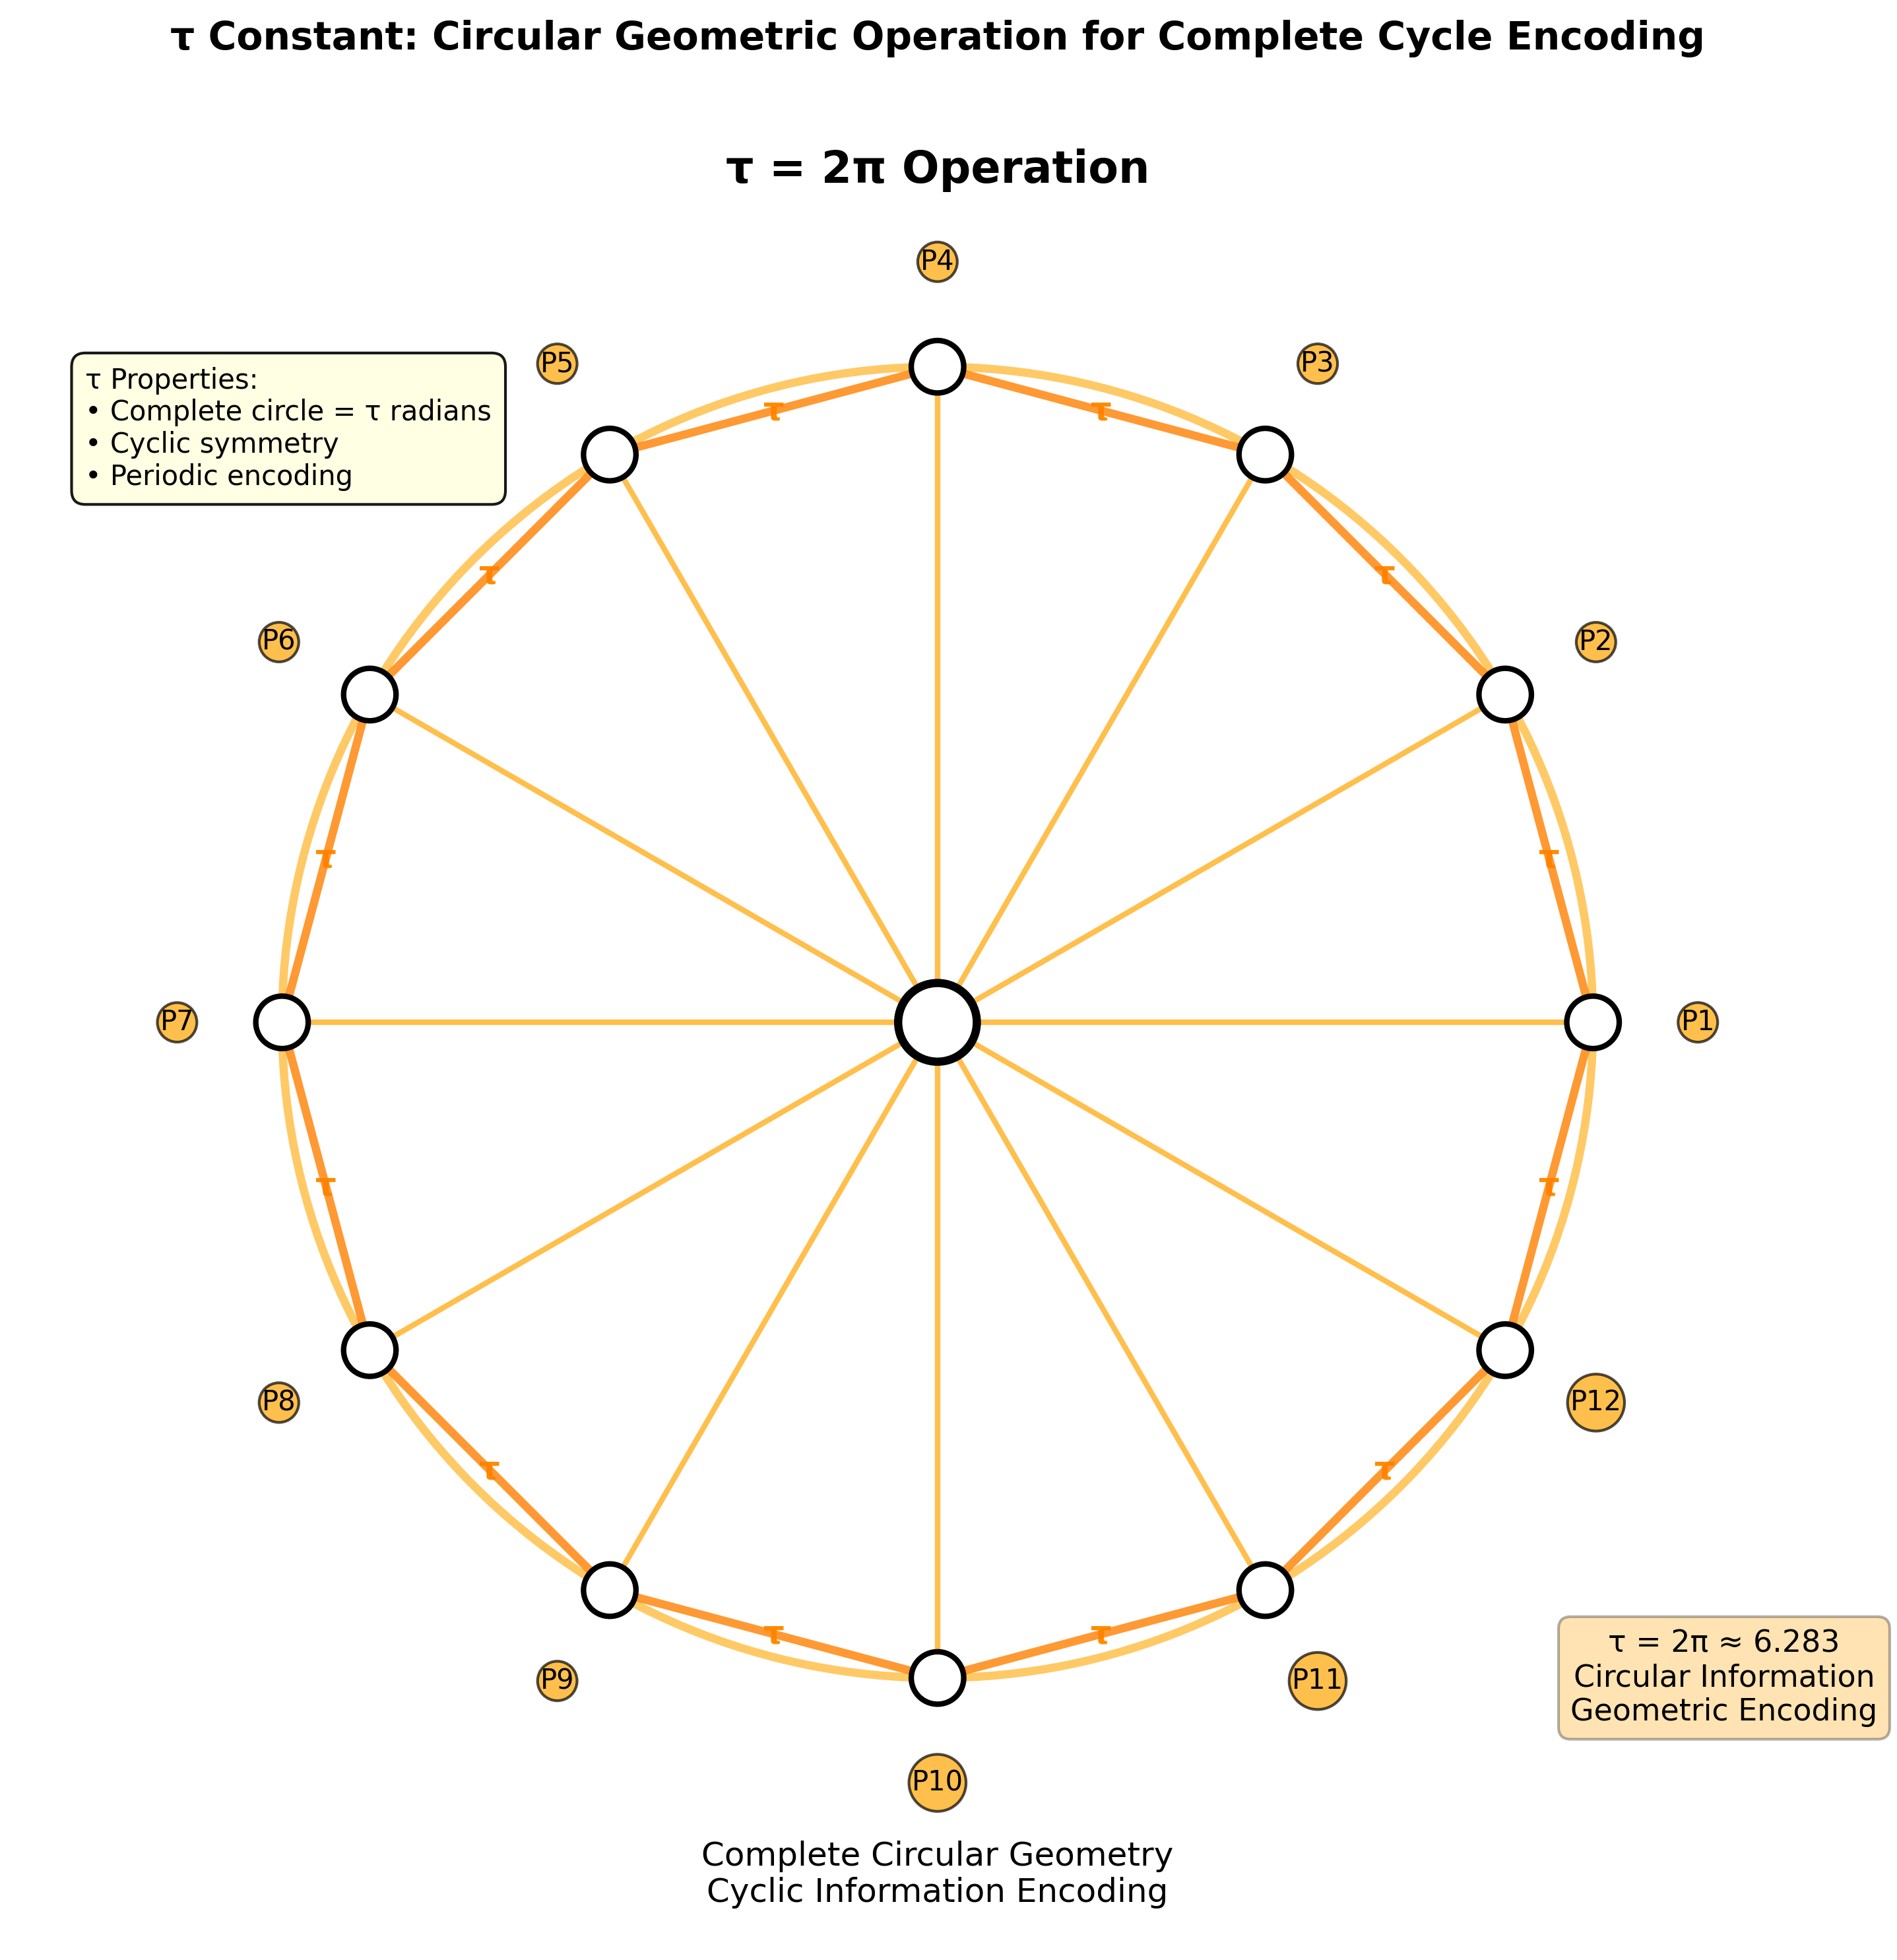 τ Constant: Circular Geometric Operation for Complete Cycle Encoding
τ = 2π Operation
P4
P5
P3
τ Properties:
• Complete circle = τ radians
• Cyclic symmetry
• Periodic encoding
τ
τ
τ
τ
P6
P2
τ
τ
P7
P1
τ
τ
P8
P12
τ
τ
τ
τ
P9
P11
τ = 2π ≈ 6.283
Circular Information
Geometric Encoding
P10
Complete Circular Geometry
Cyclic Information Encoding